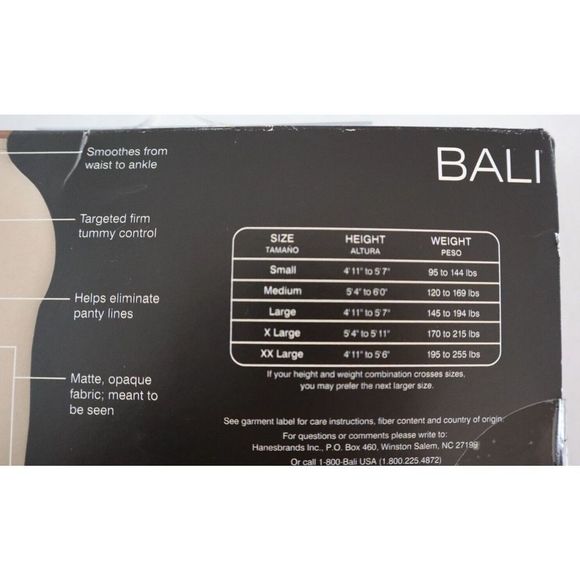 BALI
Smoothes from
waist to ankle
Targeted firm
tummy control
Helps eliminate
panty lines
Matte, opaque
fabric; meant to
be seen
SIZE HEIGHT WEIGHT
TAMAÑO ALTURA PESO
Small 4'11" to 5'7" 95 to 144 lbs
Medium 5'4" to 6'0" 120 to 169 lbs
Large 4'11" to 5'7" 145 to 194 lbs
X Large 5'4" to 5'11" 170 to 215 lbs
XX Large 4'11" to 5'6" 195 to 255 lbs
If your height and weight combination crosses sizes,
you may prefer the next larger size.
See garment label for care instructions, fiber content and country of origin.
For questions or comments please write to:
Hanesbrands Inc., P.O. Box 460, Winston Salem, NC 27199
Or call 1-800-Bali USA (1.800.225.4872)